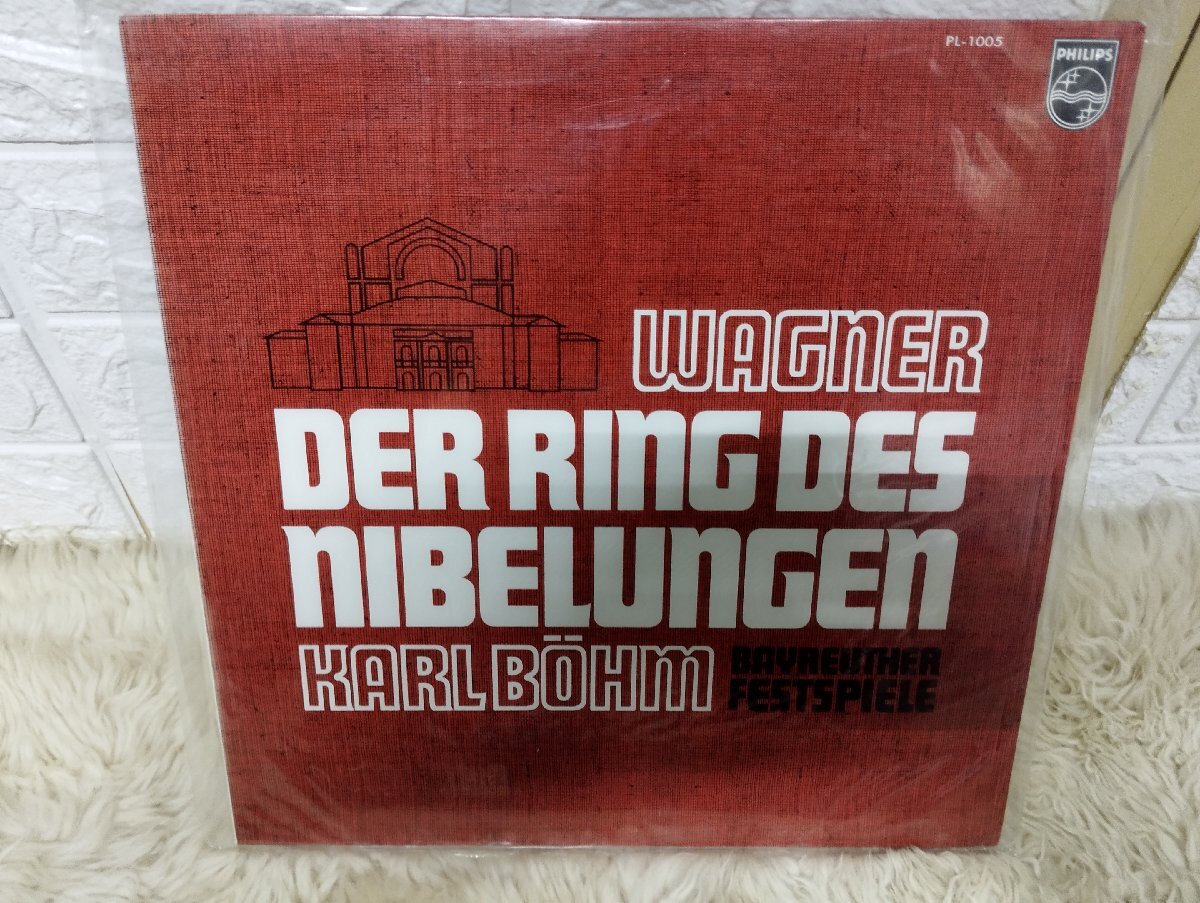 PL-1005
PHILIPS
WAGNER
DER RING DES
NIBELUNGEN
KARL BÖHM
BAYREUTHER
FESTSPIELE